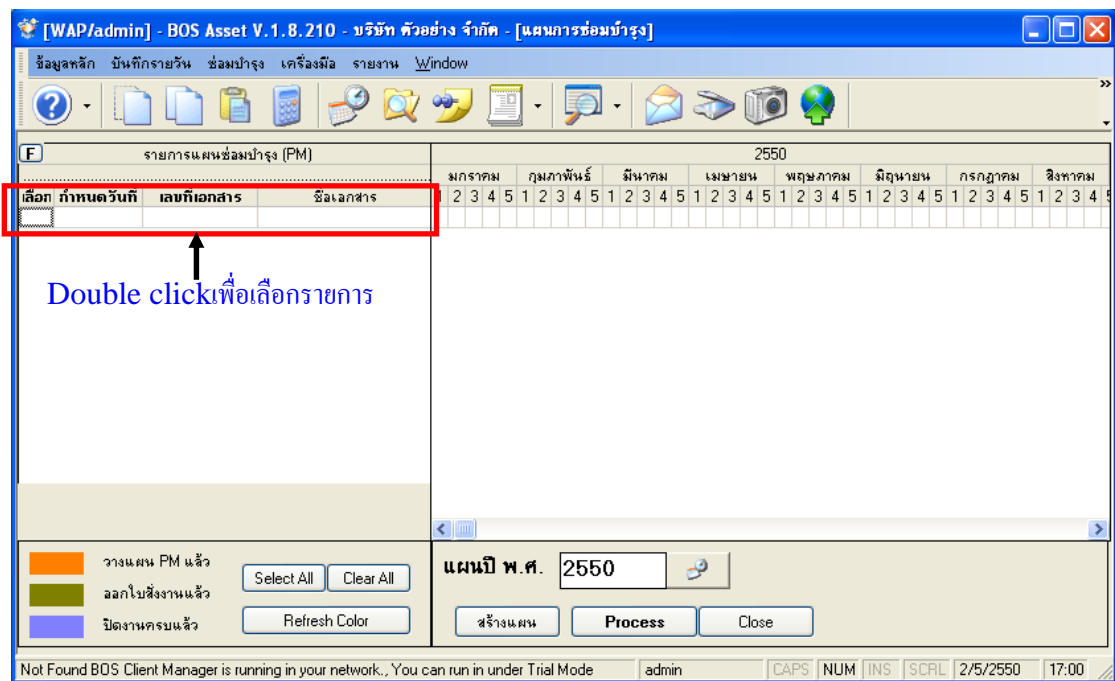 [WAP/admin] - BOS Asset V.1.8.210 - บริษัท ตัวอย่าง จำกัด - [แผนการซ่อมบำรุง]
ข้อมูลหลัก บันทึกรายวัน ซ่อมบำรุง เครื่องมือ รายงาน Window
F รายการแผนซ่อมบำรุง (PM) 2550
มกราคม กุมภาพันธ์ มีนาคม เมษายน พฤษภาคม มิถุนายน กรกฎาคม สิงหาคม
เลือก กำหนดวันที่ เลขที่เอกสาร ชื่อเอกสาร 1 2 3 4 5 1 2 3 4 5 1 2 3 4 5 1 2 3 4 5 1 2 3 4 5 1 2 3 4 5 1 2 3 4 5 1 2 3 4 5
Double clickเพื่อเลือกรายการ
วางแผน PM แล้ว
ออกใบสั่งงานแล้ว
ปิดงานครบแล้ว
Select All Clear All
Refresh Color
แผนปี พ.ศ. 2550
สร้างแผน Process Close
Not Found BOS Client Manager is running in your network., You can run in under Trial Mode admin CAPS NUM INS SCRL 2/5/2550 17:00